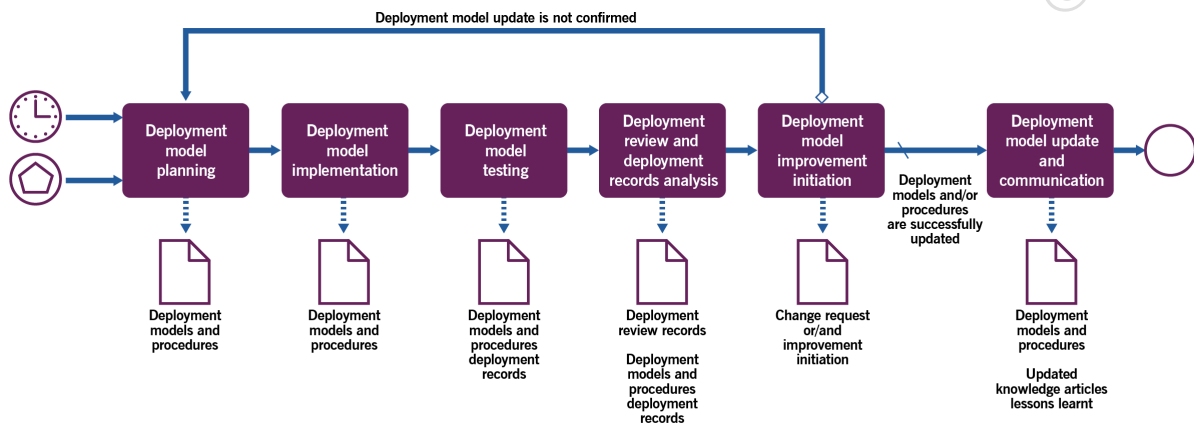 Deployment model update is not confirmed
Deployment
model
planning
Deployment
model
implementation
Deployment
model
testing
Deployment
review and
deployment
records analysis
Deployment
model
improvement
initiation
Deployment
models and/or
procedures
are successfully
updated
Deployment
model update
and
communication
Deployment
models and
procedures
Deployment
models and
procedures
Deployment
models and
procedures
deployment
records
Deployment
review records
Deployment
models and
procedures
deployment
records
Change request
or/and
improvement
initiation
Deployment
models and
procedures
Updated
knowledge articles
lessons learnt